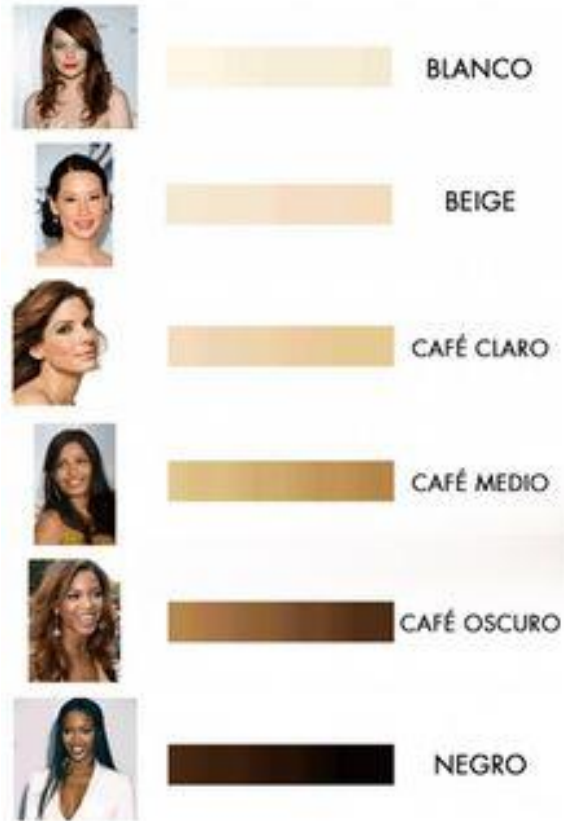 BLANCO
BEIGE
CAFÉ CLARO
CAFÉ MEDIO
CAFÉ OSCURO
NEGRO